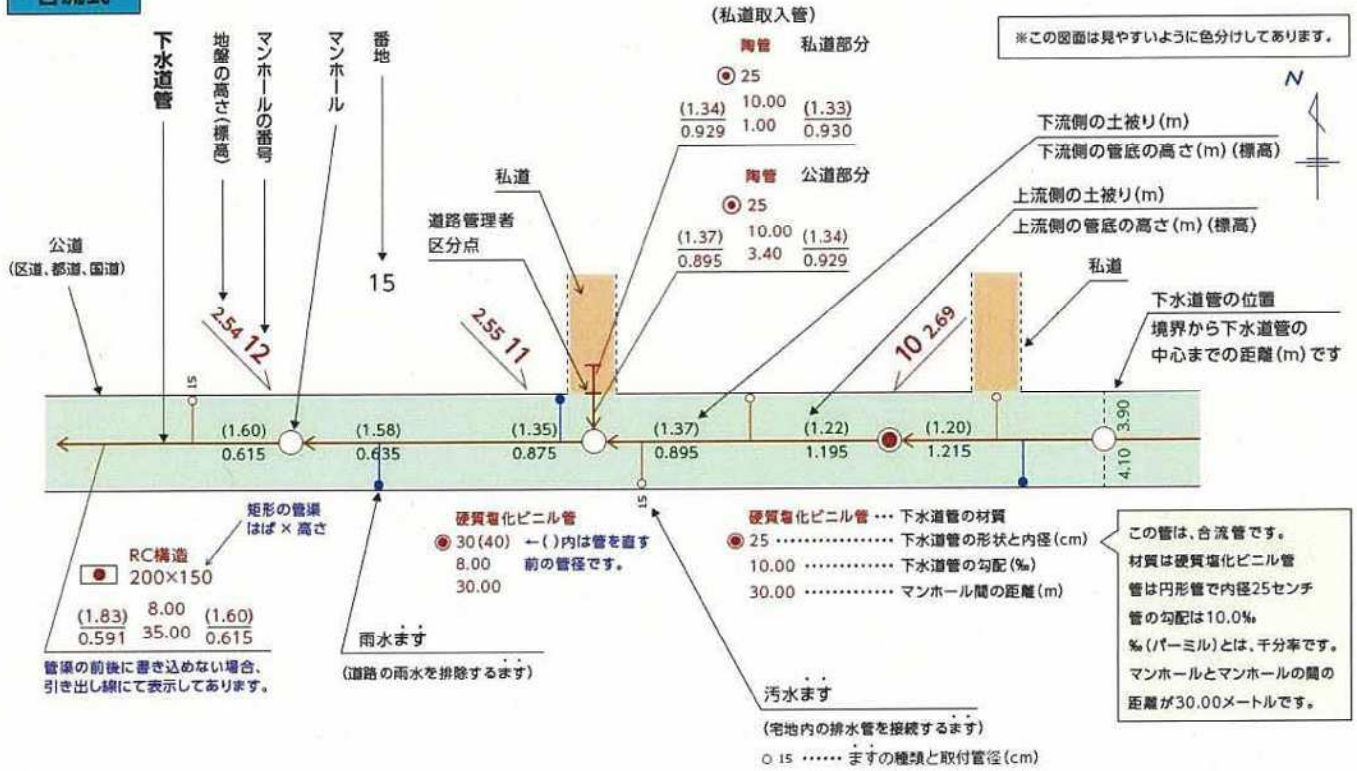 (私道取入管)
※この図面は見やすいように色分けしてあります。
下水道管
地盤の高さ(標高)
マンホールの番号
マンホール
番地
陶管 私道部分
25
(1.34) 10.00 (1.33)
0.929 1.00 0.930
N
下流側の土被り(m)
下流側の管底の高さ(m)(標高)
陶管 公道部分
25
(1.37) 10.00 (1.34)
0.895 3.40 0.929
上流側の土被り(m)
上流側の管底の高さ(m)(標高)
私道
道路管理者
区分点
公道
(区道、都道、国道)
15
私道
下水道管の位置
境界から下水道管の
中心までの距離(m)です
2.54 12
2.55 11
10 2.69
15
3.90
(1.60) (1.58) (1.35) (1.37) (1.22) (1.20)
0.615 0.635 0.875 0.895 1.195 1.215
4.10
15
矩形の管渠
はば×高さ
RC構造
200×150
(1.83) 8.00 (1.60)
0.591 35.00 0.615
管渠の前後に書き込めない場合、
引き出し線にて表示してあります。
硬質塩化ビニル管
30(40) ←( )内は管を直す
8.00 前の管径です。
30.00
雨水ます
(道路の雨水を排除するます)
硬質塩化ビニル管 … 下水道管の材質
25 ………… 下水道管の形状と内径(cm)
10.00 ……… 下水道管の勾配(‰)
30.00 ……… マンホール間の距離(m)
この管は、合流管です。
材質は硬質塩化ビニル管
管は円形管で内径25センチ
管の勾配は10.0‰
‰(パーミル)とは、千分率です。
マンホールとマンホールの間の
距離が30.00メートルです。
汚水ます
(宅地内の排水管を接続するます)
○ 15 …… ますの種類と取付管径(cm)